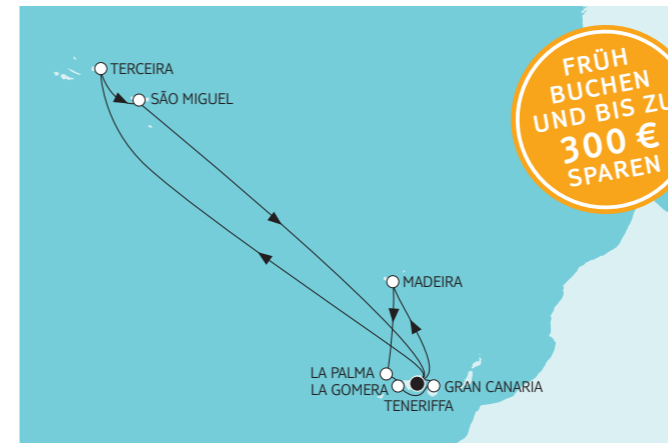 TERCEIRA
SÃO MIGUEL
FRÜH
BUCHEN
UND BIS ZU
300 €
SPAREN
MADEIRA
LA PALMA
LA GOMERA
GRAN CANARIA
TENERIFFA